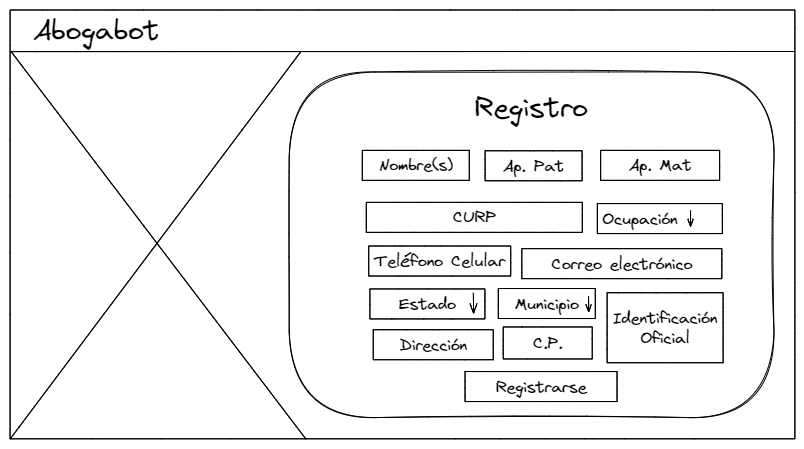 Abogabot
Registro
Nombre(s)
Ap. Pat
Ap. Mat
CURP
Ocupación
Teléfono Celular
Correo electrónico
Estado
Municipio
Identificación
Oficial
Dirección
C.P.
Registrarse